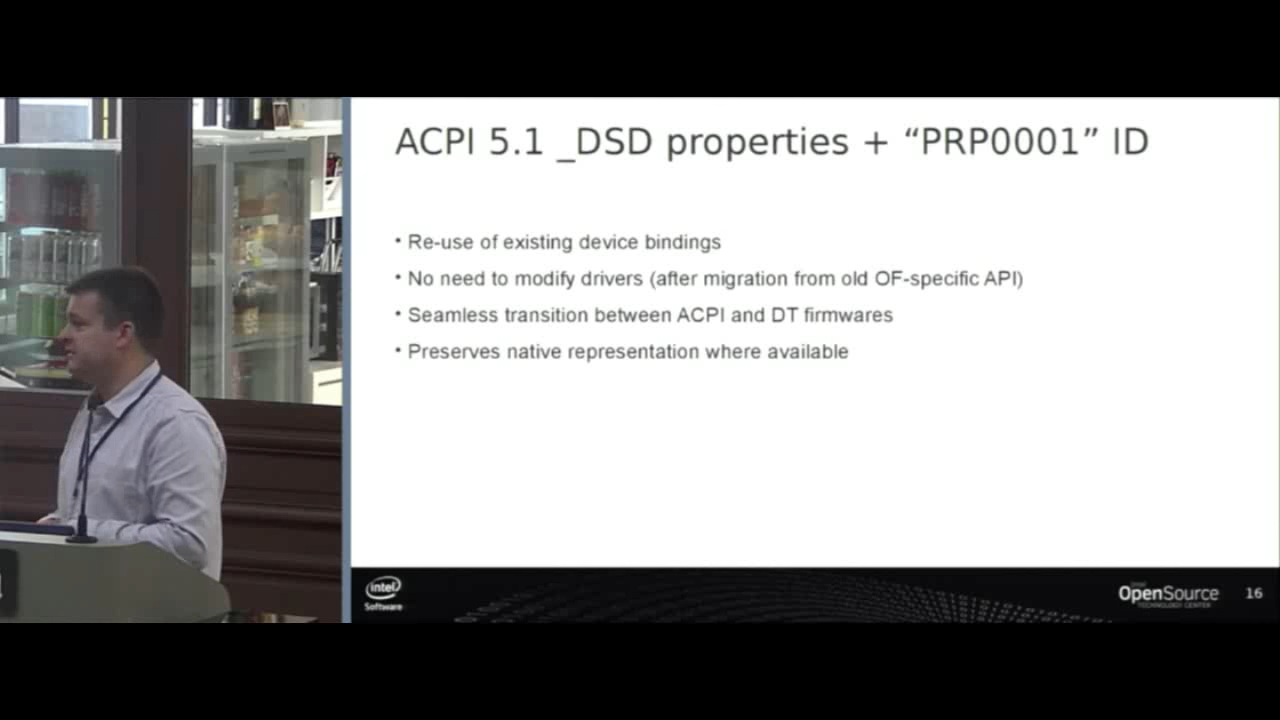 ACPI 5.1 _DSD properties + “PRP0001” ID
• Re-use of existing device bindings
• No need to modify drivers (after migration from old OF-specific API)
• Seamless transition between ACPI and DT firmwares
• Preserves native representation where available
intel
Software
OpenSource
TECHNOLOGY CENTER
16